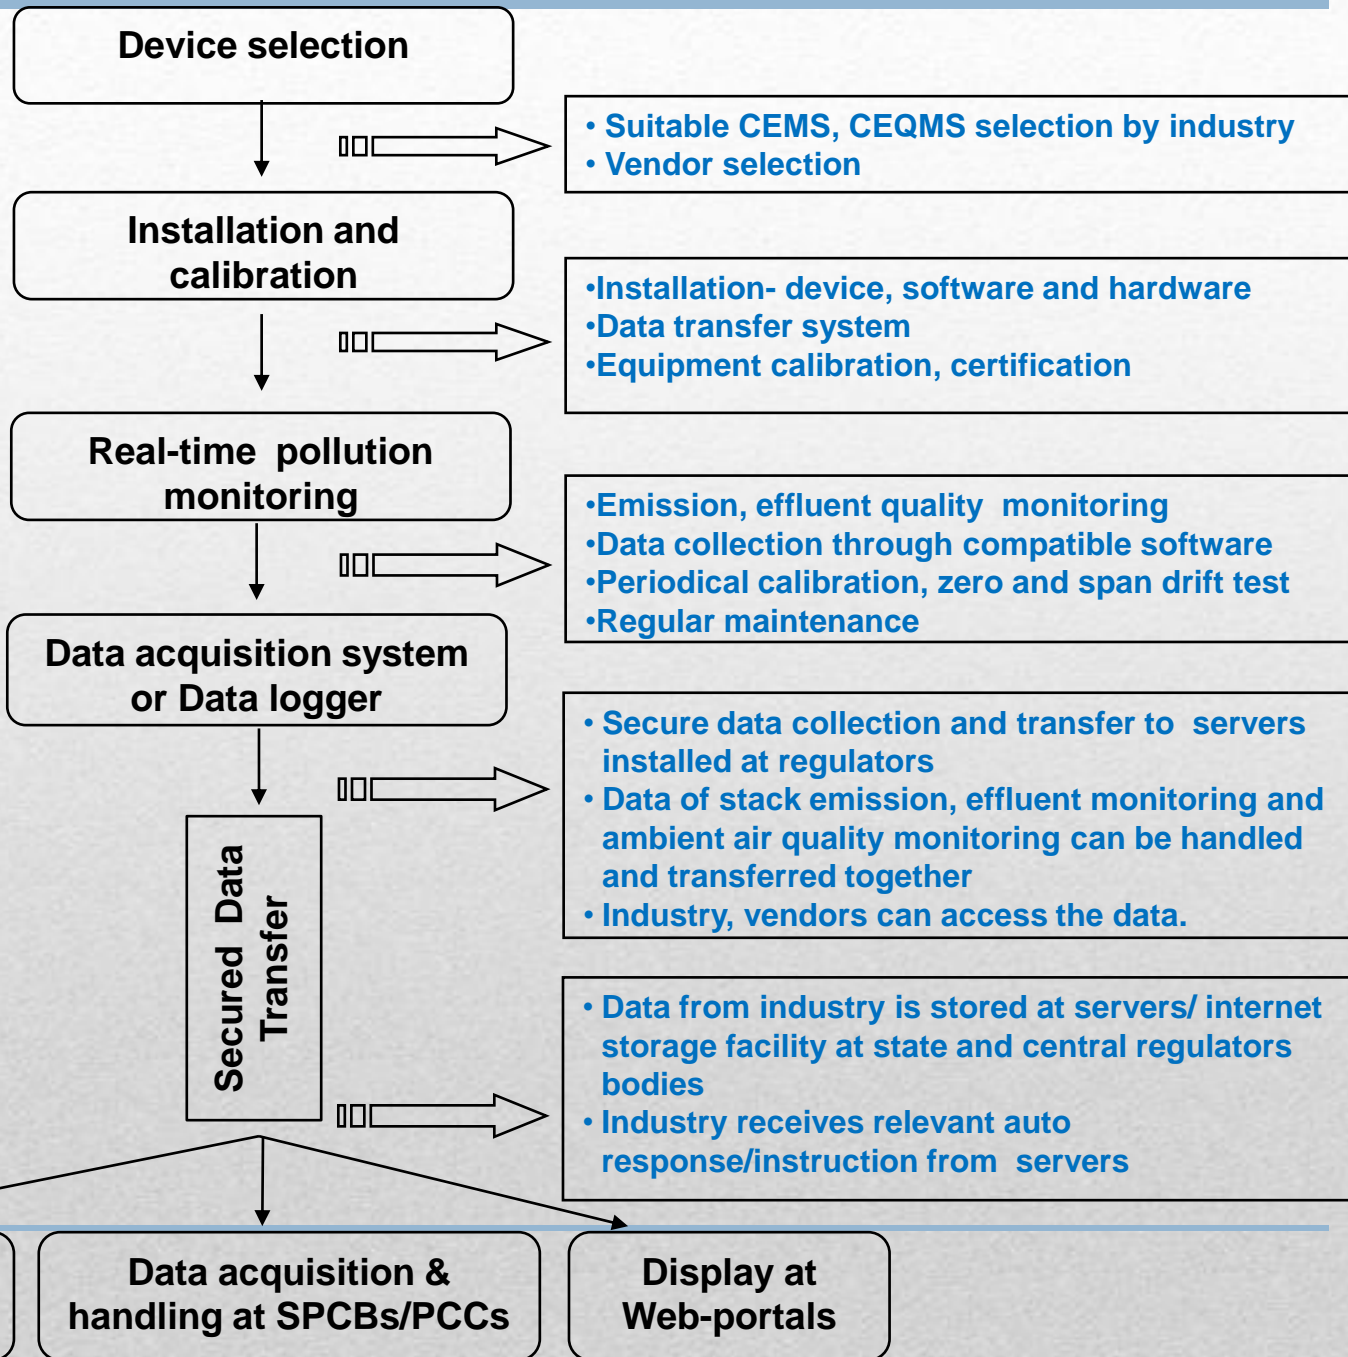 Device selection
• Suitable CEMS, CEQMS selection by industry
• Vendor selection
Installation and
calibration
•Installation- device, software and hardware
•Data transfer system
•Equipment calibration, certification
Real-time pollution
monitoring
•Emission, effluent quality monitoring
•Data collection through compatible software
•Periodical calibration, zero and span drift test
•Regular maintenance
Data acquisition system
or Data logger
• Secure data collection and transfer to servers
installed at regulators
• Data of stack emission, effluent monitoring and
ambient air quality monitoring can be handled
and transferred together
• Industry, vendors can access the data.
Secured Data
Transfer
• Data from industry is stored at servers/ internet
storage facility at state and central regulators
bodies
• Industry receives relevant auto
response/instruction from servers
Data acquisition &
handling at SPCBs/PCCs
Display at
Web-portals